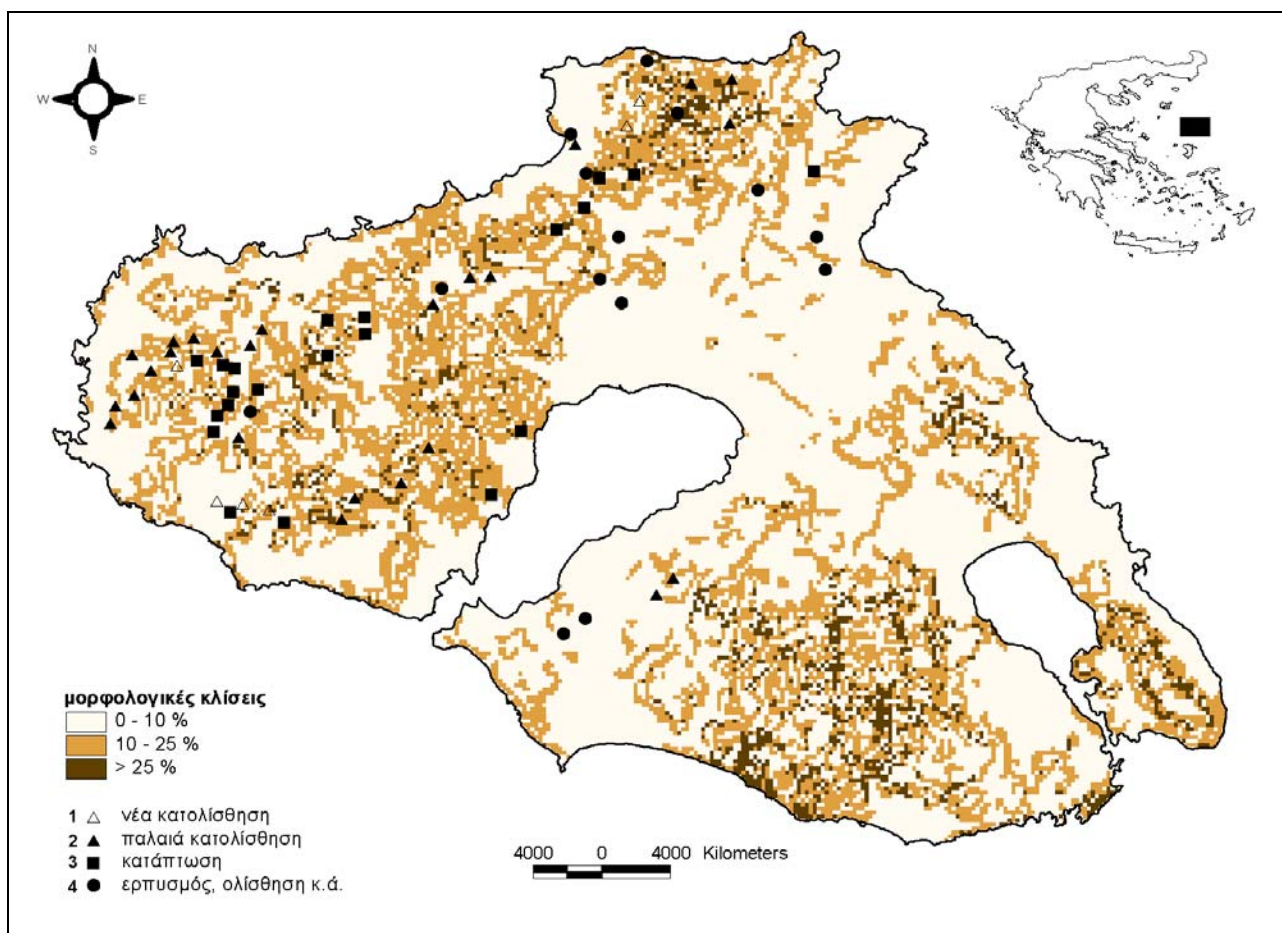 N
W E
S
μορφολογικές κλίσεις
0 - 10 %
10 - 25 %
> 25 %
1 νέα κατολίσθηση
2 παλαιά κατολίσθηση
3 κατάπτωση
4 ερπυσμός, ολίσθηση κ.ά.
4000 0 4000 Kilometers